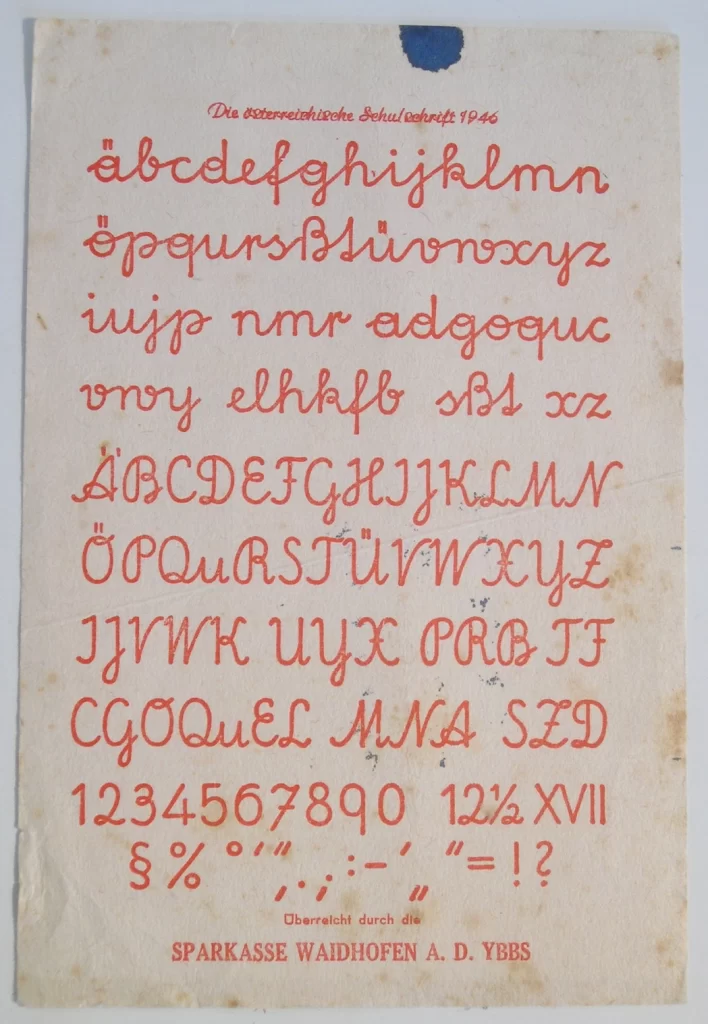 Die österreichische Schulschrift 1946
äbcdefghijklmn
öpqursßtüvwxyz
iujp nmr adgoquc
vwy elhkfb sßt xz
ÄBCDEFGHIJKLMN
ÖPQuRSTÜVWXYZ
IJVWK UYX PRB TF
CGOQuEL MNA SZD
1234567890 12½ XVII
§ % ° ' " , . ; : - ' „ " = ! ?
Überreicht durch die
SPARKASSE WAIDHOFEN A. D. YBBS